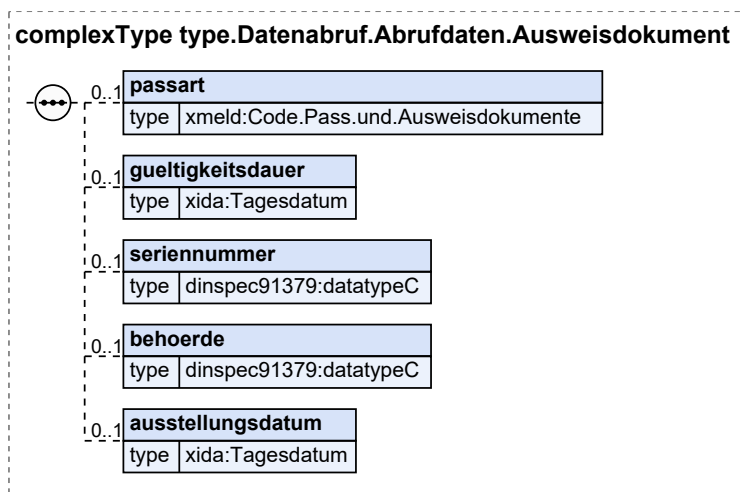 complexType type.Datenabruf.Abrufdaten.Ausweisdokument
0..1 passart
type xmeld:Code.Pass.und.Ausweisdokumente
0..1 gueltigkeitsdauer
type xida:Tagesdatum
0..1 seriennummer
type dinspec91379:datatypeC
0..1 behoerde
type dinspec91379:datatypeC
0..1 ausstellungsdatum
type xida:Tagesdatum